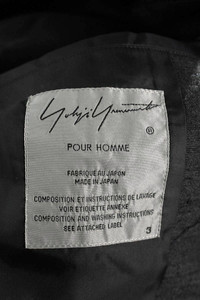 Yohji Yamamoto
®
POUR HOMME
FABRIQUE AU JAPON
MADE IN JAPAN
COMPOSITION ET INSTRUCTIONS DE LAVAGE
VOIR ETIQUETTE ANNEXE
COMPOSITION AND WASHING INSTRUCTIONS
SEE ATTACHED LABEL
3